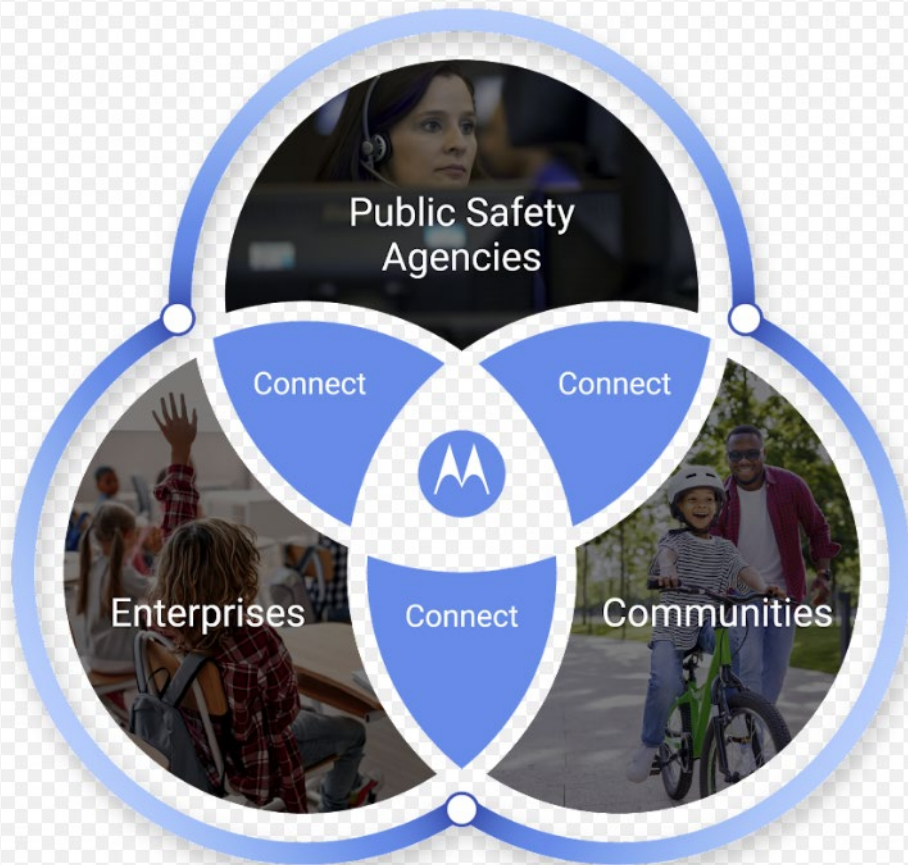 Public Safety
Agencies
Connect
Connect
Enterprises
Connect
Communities